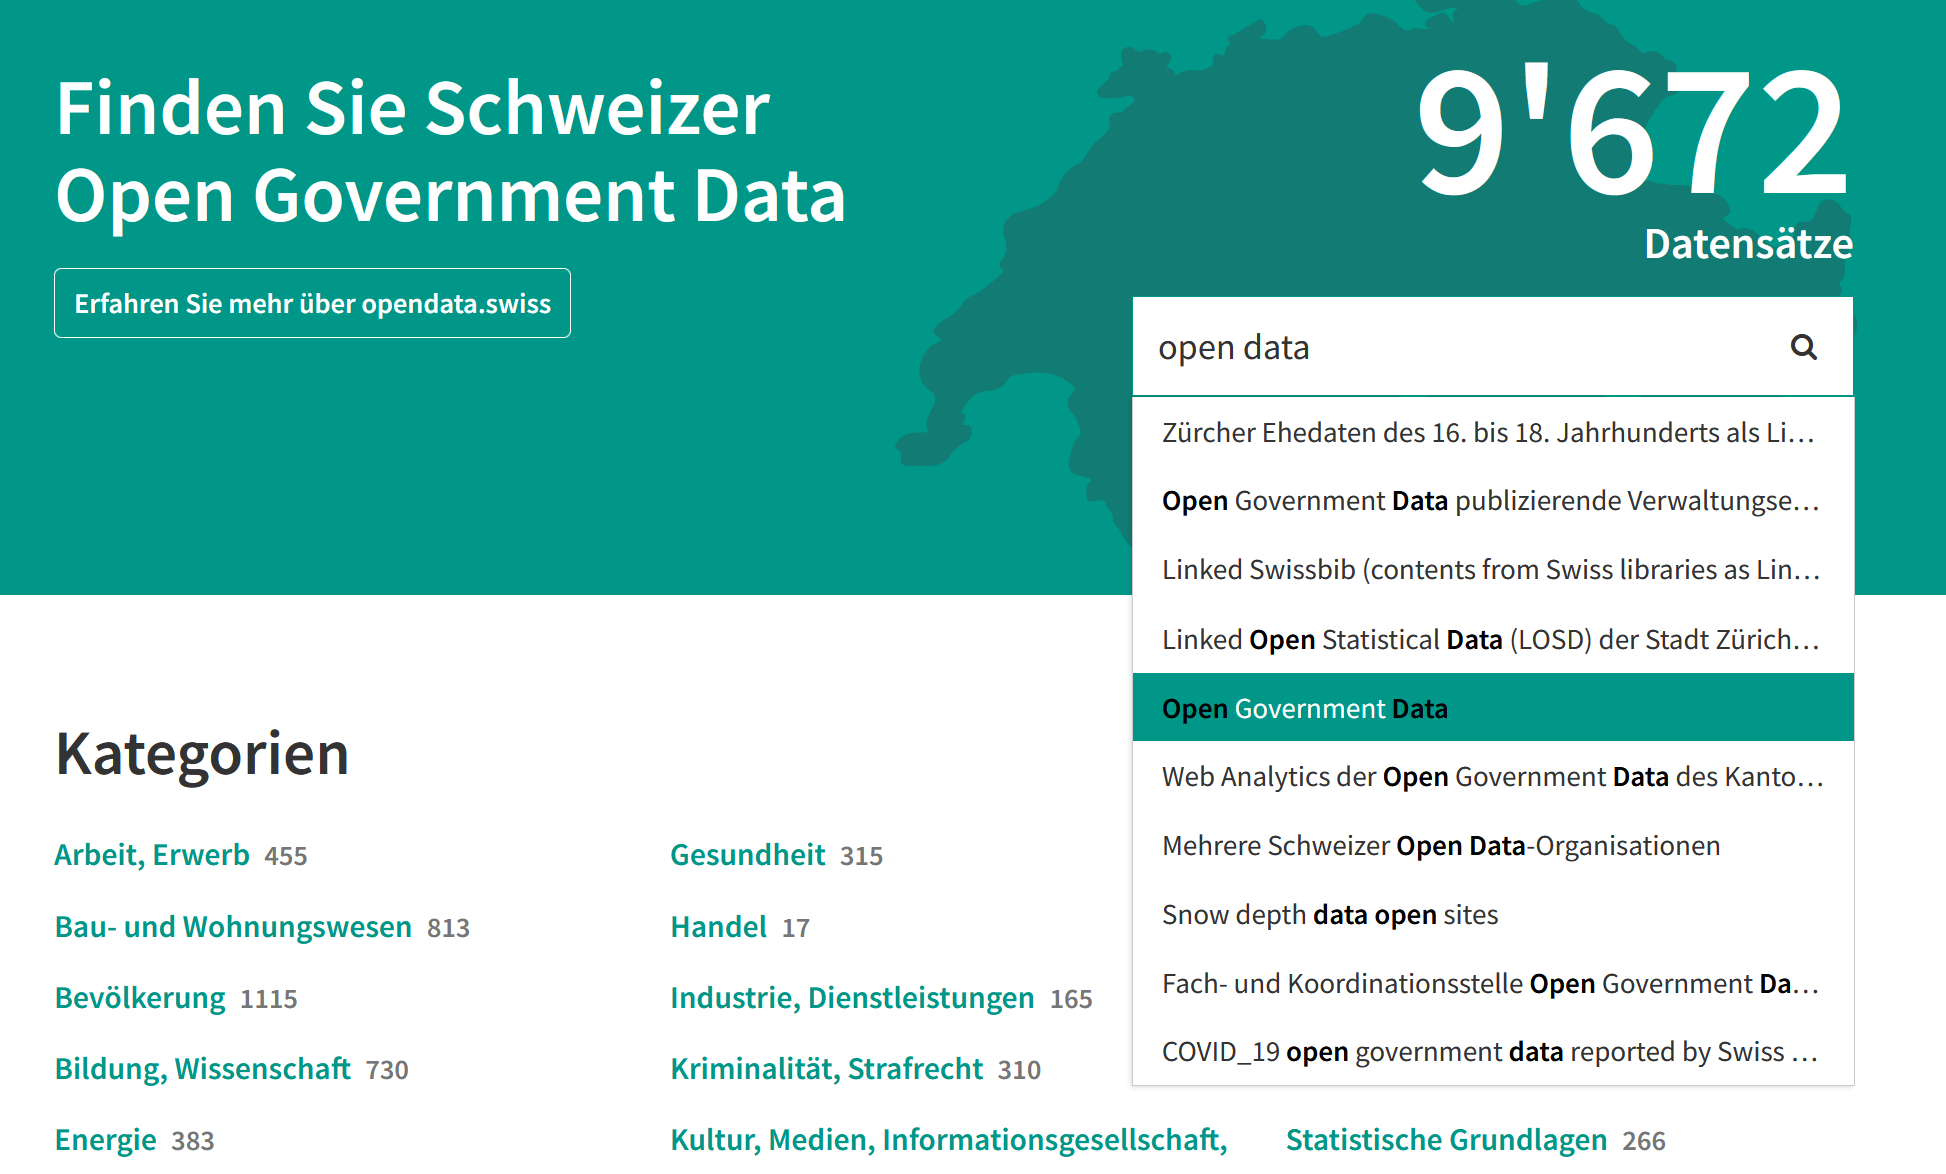 Finden Sie Schweizer
Open Government Data
Erfahren Sie mehr über opendata.swiss
9'672
Datensätze
open data
Zürcher Ehedaten des 16. bis 18. Jahrhunderts als Li…
Open Government Data publizierende Verwaltungse…
Linked Swissbib (contents from Swiss libraries as Lin…
Linked Open Statistical Data (LOSD) der Stadt Zürich…
Open Government Data
Web Analytics der Open Government Data des Kanto…
Mehrere Schweizer Open Data-Organisationen
Snow depth data open sites
Fach- und Koordinationsstelle Open Government Da…
COVID_19 open government data reported by Swiss …
Kategorien
Arbeit, Erwerb 455
Bau- und Wohnungswesen 813
Bevölkerung 1115
Bildung, Wissenschaft 730
Energie 383
Gesundheit 315
Handel 17
Industrie, Dienstleistungen 165
Kriminalität, Strafrecht 310
Kultur, Medien, Informationsgesellschaft,
Statistische Grundlagen 266